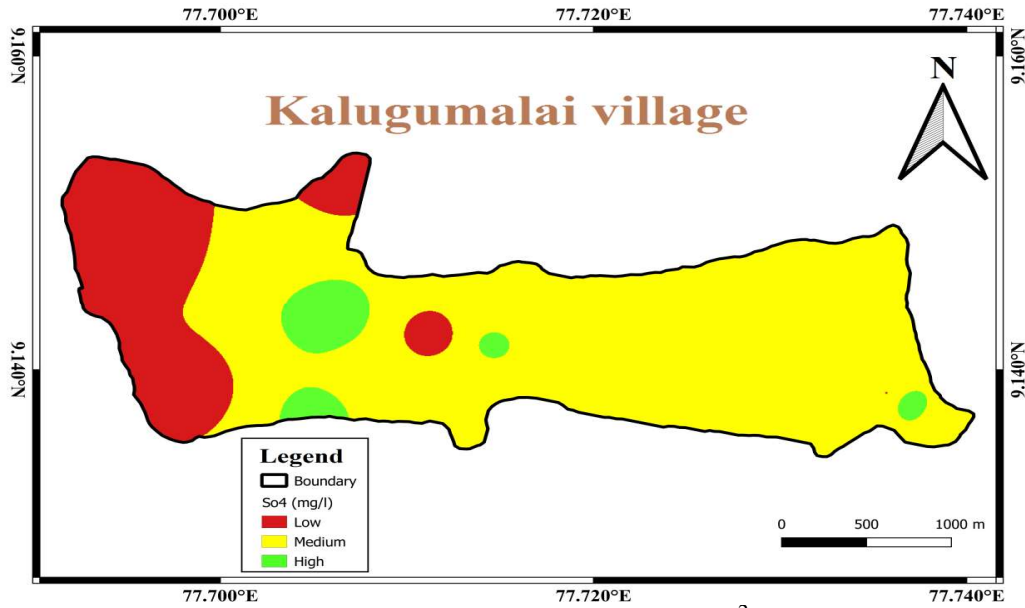 77.700°E 77.720°E 77.740°E
9.160°N 9.160°N
N
Kalugumalai village
9.140°N 9.140°N
Legend
Boundary
So4 (mg/l)
Low
Medium
High
0 500 1000 m
77.700°E 77.720°E 77.740°E